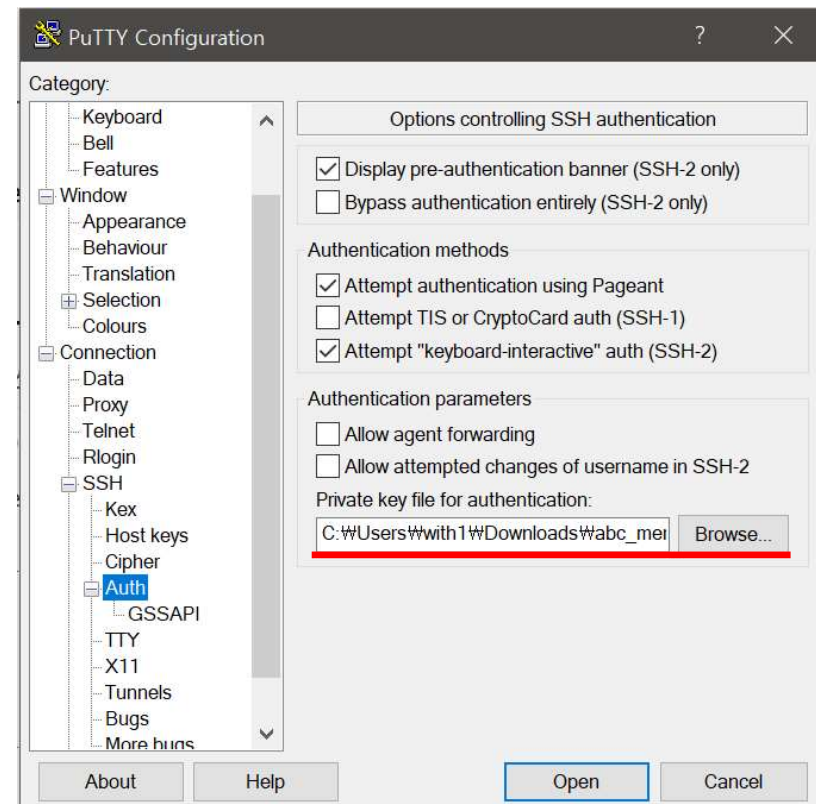 PuTTY Configuration
Category:
Keyboard
Bell
Features
Window
Appearance
Behaviour
Translation
Selection
Colours
Connection
Data
Proxy
Telnet
Rlogin
SSH
Kex
Host keys
Cipher
Auth
GSSAPI
TTY
X11
Tunnels
Bugs
More bugs
Options controlling SSH authentication
Display pre-authentication banner (SSH-2 only)
Bypass authentication entirely (SSH-2 only)
Authentication methods
Attempt authentication using Pageant
Attempt TIS or CryptoCard auth (SSH-1)
Attempt "keyboard-interactive" auth (SSH-2)
Authentication parameters
Allow agent forwarding
Allow attempted changes of username in SSH-2
Private key file for authentication:
C:₩Users₩with1₩Downloads₩abc_mer Browse...
About Help Open Cancel